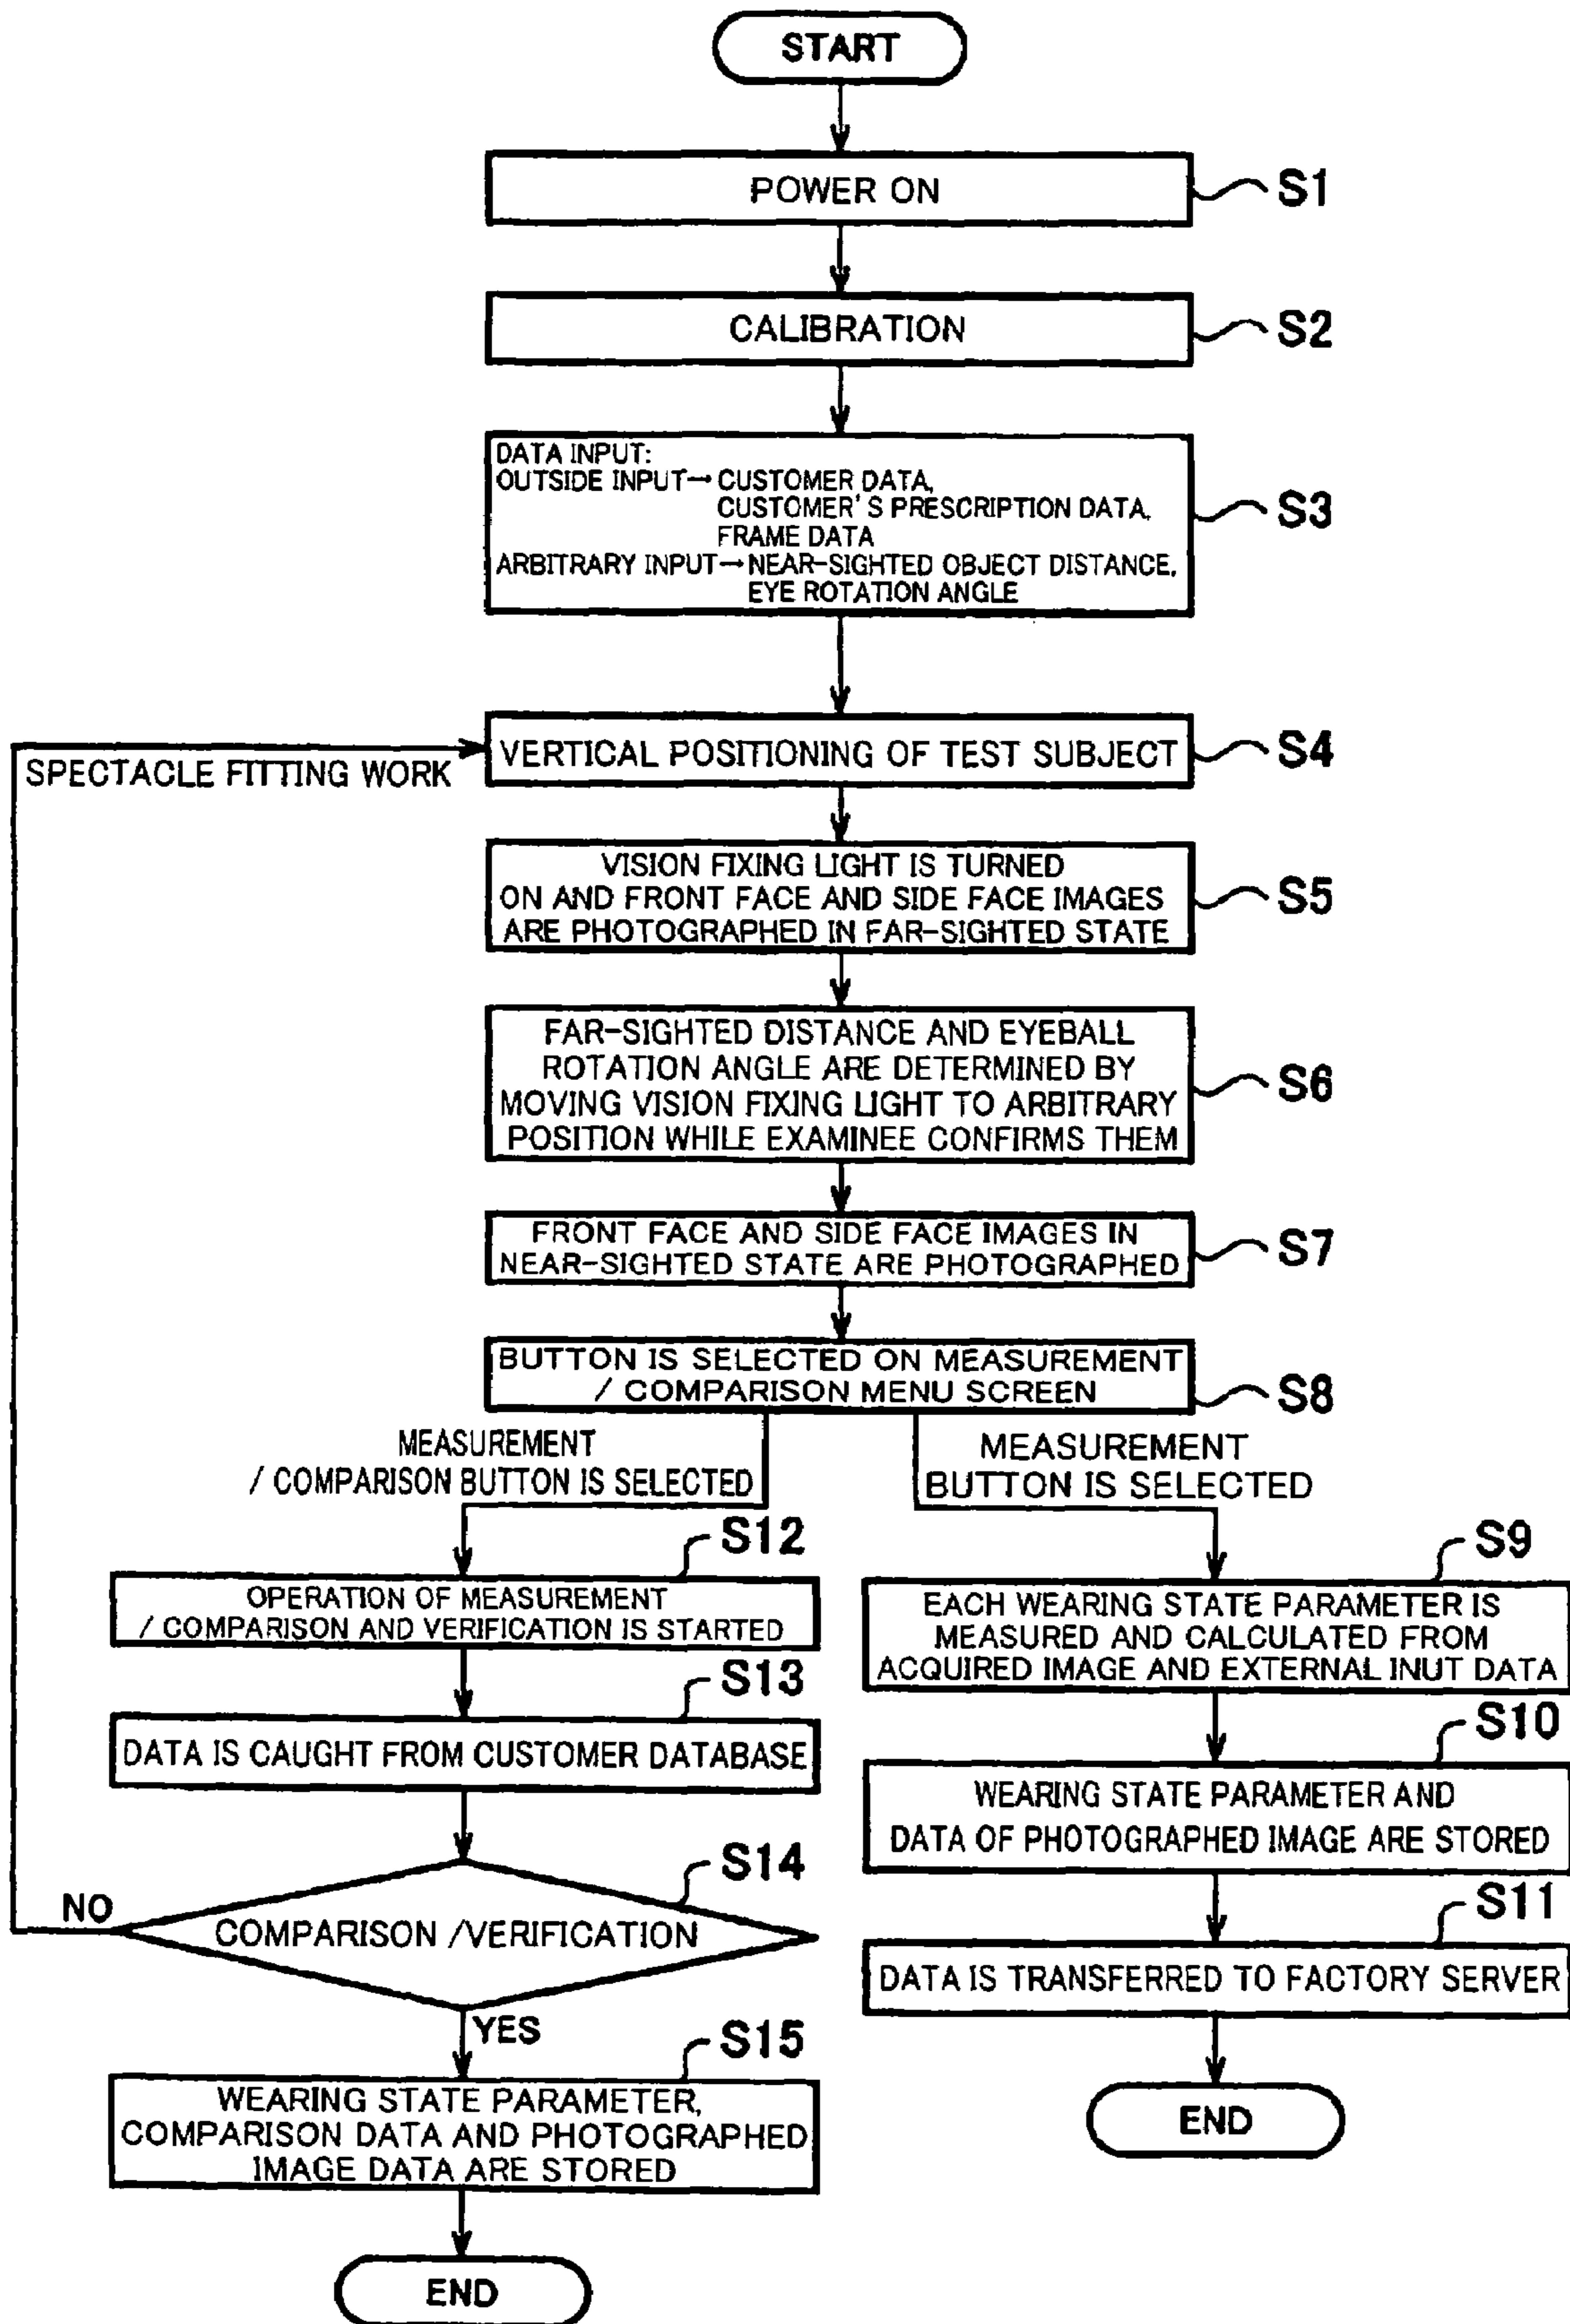 START
POWER ON
S1
CALIBRATION
S2
DATA INPUT:
OUTSIDE INPUT→ CUSTOMER DATA,
CUSTOMER'S PRESCRIPTION DATA,
FRAME DATA
ARBITRARY INPUT→NEAR-SIGHTED OBJECT DISTANCE,
EYE ROTATION ANGLE
S3
VERTICAL POSITIONING OF TEST SUBJECT
S4
SPECTACLE FITTING WORK
VISION FIXING LIGHT IS TURNED
ON AND FRONT FACE AND SIDE FACE IMAGES
ARE PHOTOGRAPHED IN FAR-SIGHTED STATE
S5
FAR-SIGHTED DISTANCE AND EYEBALL
ROTATION ANGLE ARE DETERMINED BY
MOVING VISION FIXING LIGHT TO ARBITRARY
POSITION WHILE EXAMINEE CONFIRMS THEM
S6
FRONT FACE AND SIDE FACE IMAGES IN
NEAR-SIGHTED STATE ARE PHOTOGRAPHED
S7
BUTTON IS SELECTED ON MEASUREMENT
/ COMPARISON MENU SCREEN
S8
MEASUREMENT
/ COMPARISON BUTTON IS SELECTED
MEASUREMENT
BUTTON IS SELECTED
S12
OPERATION OF MEASUREMENT
/ COMPARISON AND VERIFICATION IS STARTED
S13
DATA IS CAUGHT FROM CUSTOMER DATABASE
S14
COMPARISON /VERIFICATION
NO
YES
S15
WEARING STATE PARAMETER,
COMPARISON DATA AND PHOTOGRAPHED
IMAGE DATA ARE STORED
END
S9
EACH WEARING STATE PARAMETER IS
MEASURED AND CALCULATED FROM
ACQUIRED IMAGE AND EXTERNAL INUT DATA
S10
WEARING STATE PARAMETER AND
DATA OF PHOTOGRAPHED IMAGE ARE STORED
S11
DATA IS TRANSFERRED TO FACTORY SERVER
END